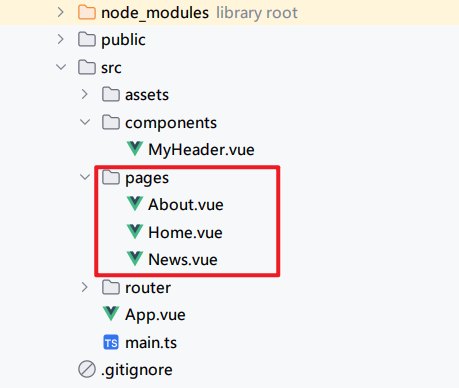 node_modules library root
public
src
assets
components
MyHeader.vue
pages
About.vue
Home.vue
News.vue
router
App.vue
TS main.ts
.gitignore